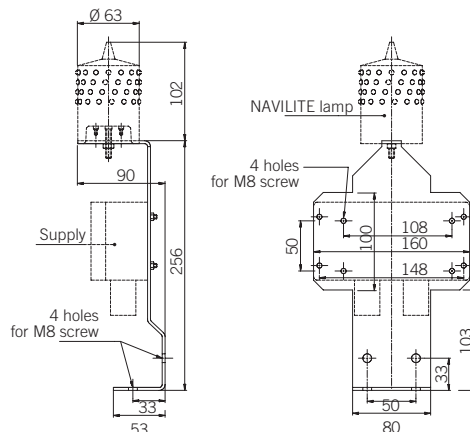 Ø 63
102
NAVILITE lamp
90
4 holes
for M8 screw
108
160
50
100
Supply
256
148
4 holes
for M8 screw
103
33
33
50
53
80